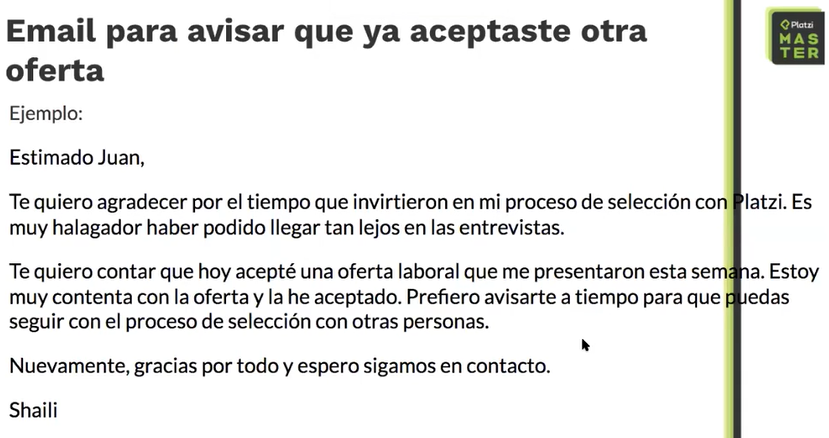 Email para avisar que ya aceptaste otra
oferta
Platzi
MAS
TER
Ejemplo:
Estimado Juan,
Te quiero agradecer por el tiempo que invirtieron en mi proceso de selección con Platzi. Es
muy halagador haber podido llegar tan lejos en las entrevistas.
Te quiero contar que hoy acepté una oferta laboral que me presentaron esta semana. Estoy
muy contenta con la oferta y la he aceptado. Prefiero avisarte a tiempo para que puedas
seguir con el proceso de selección con otras personas.
Nuevamente, gracias por todo y espero sigamos en contacto.
Shaili